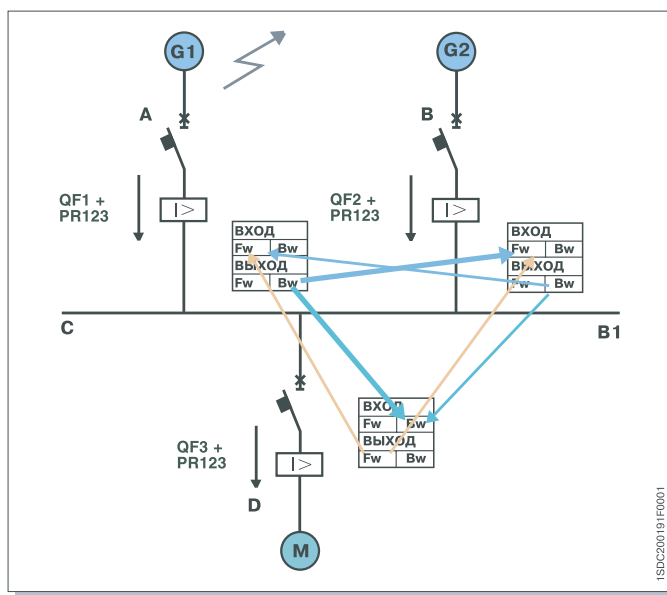 G1
G2
A
B
QF1 +
PR123
QF2 +
PR123
I>
I>
ВХОД
Fw Bw
ВЫХОД
Fw Bw
ВХОД
Fw Bw
ВЫХОД
Fw Bw
C
B1
QF3 +
PR123
I>
ВХОД
Fw Bw
ВЫХОД
Fw Bw
D
M
1SDC200191F0001